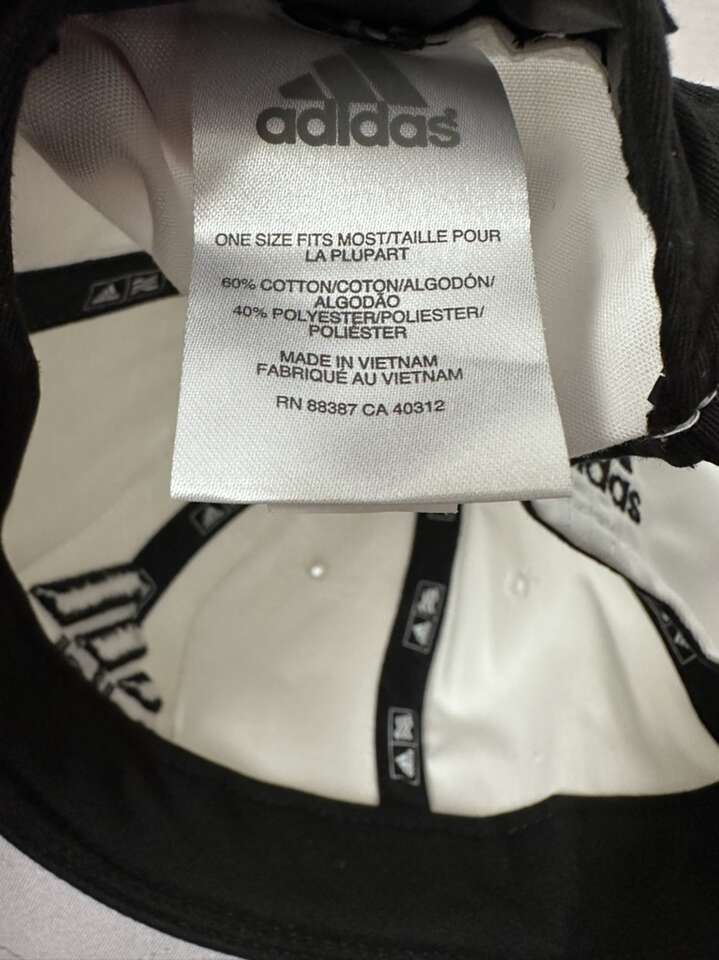 adidas
ONE SIZE FITS MOST/TAILLE POUR
LA PLUPART
60% COTTON/COTON/ALGODÓN/
ALGODÃO
40% POLYESTER/POLIESTER/
POLIÉSTER
MADE IN VIETNAM
FABRIQUÉ AU VIETNAM
RN 88387 CA 40312